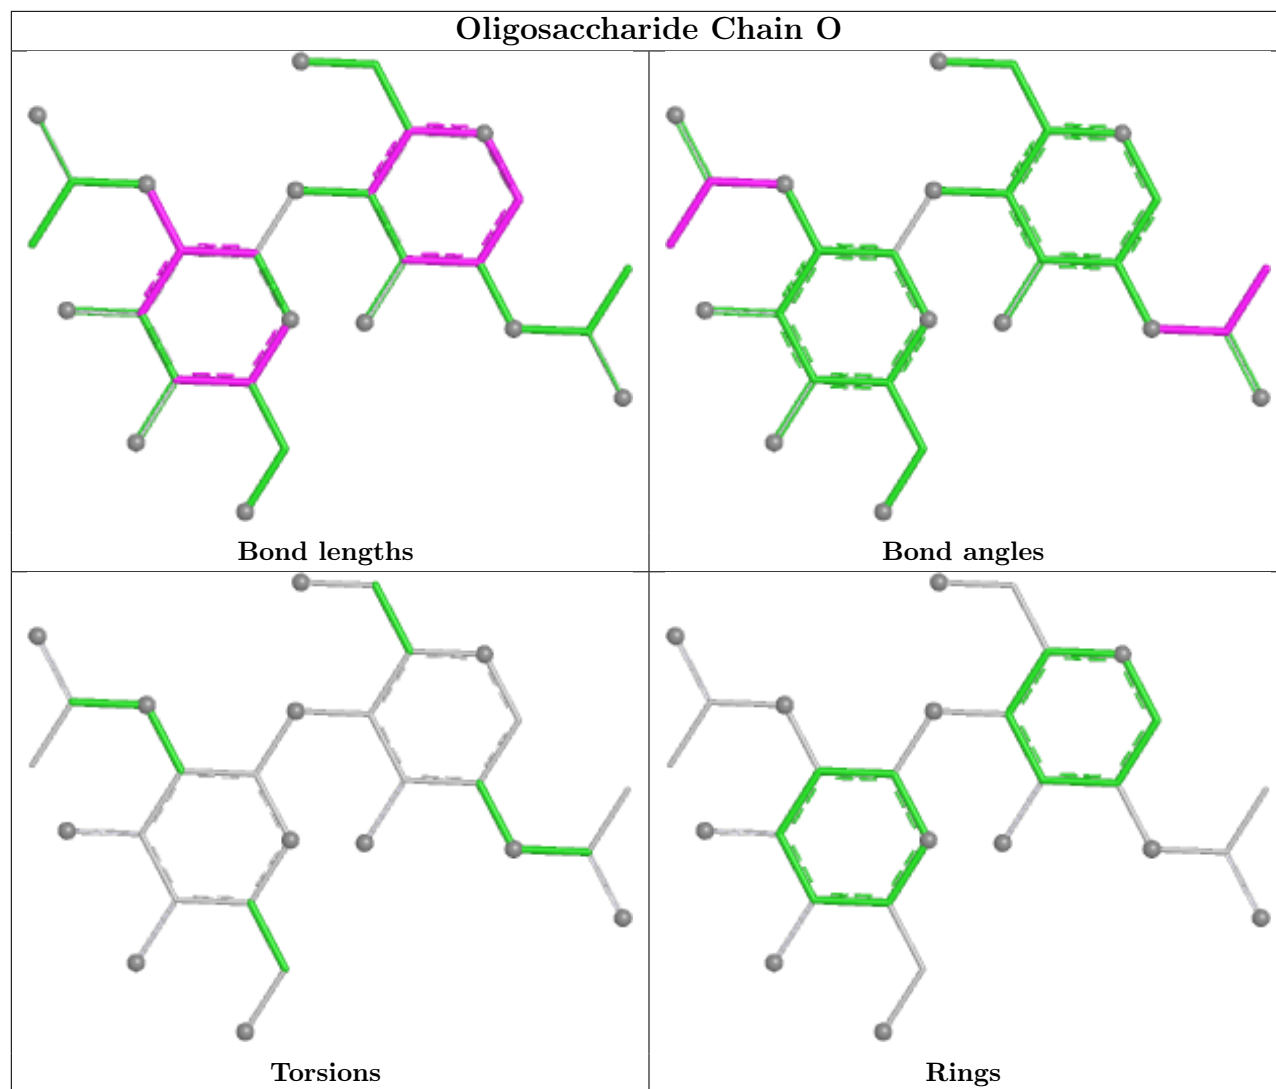 Oligosaccharide Chain O
Bond lengths
Bond angles
Torsions
Rings